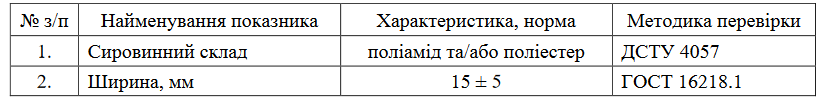 № з/п Найменування показника Характеристика, норма Методика перевірки
1. Сировинний склад поліамід та/або поліестер ДСТУ 4057
2. Ширина, мм 15 ± 5 ГОСТ 16218.1